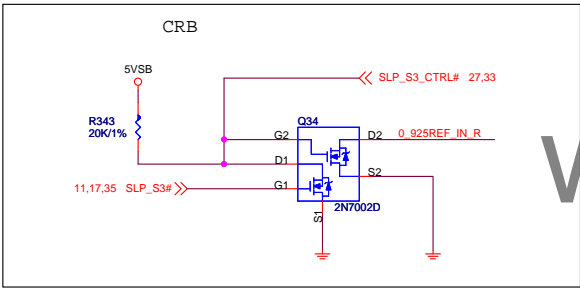 CRB
5VSB
SLP_S3_CTRL# 27,33
R343
20K/1%
Q34
G2
D2
0_925REF_IN_R
D1
S2
11,17,35 SLP_S3#
G1
2N7002D
S1
V